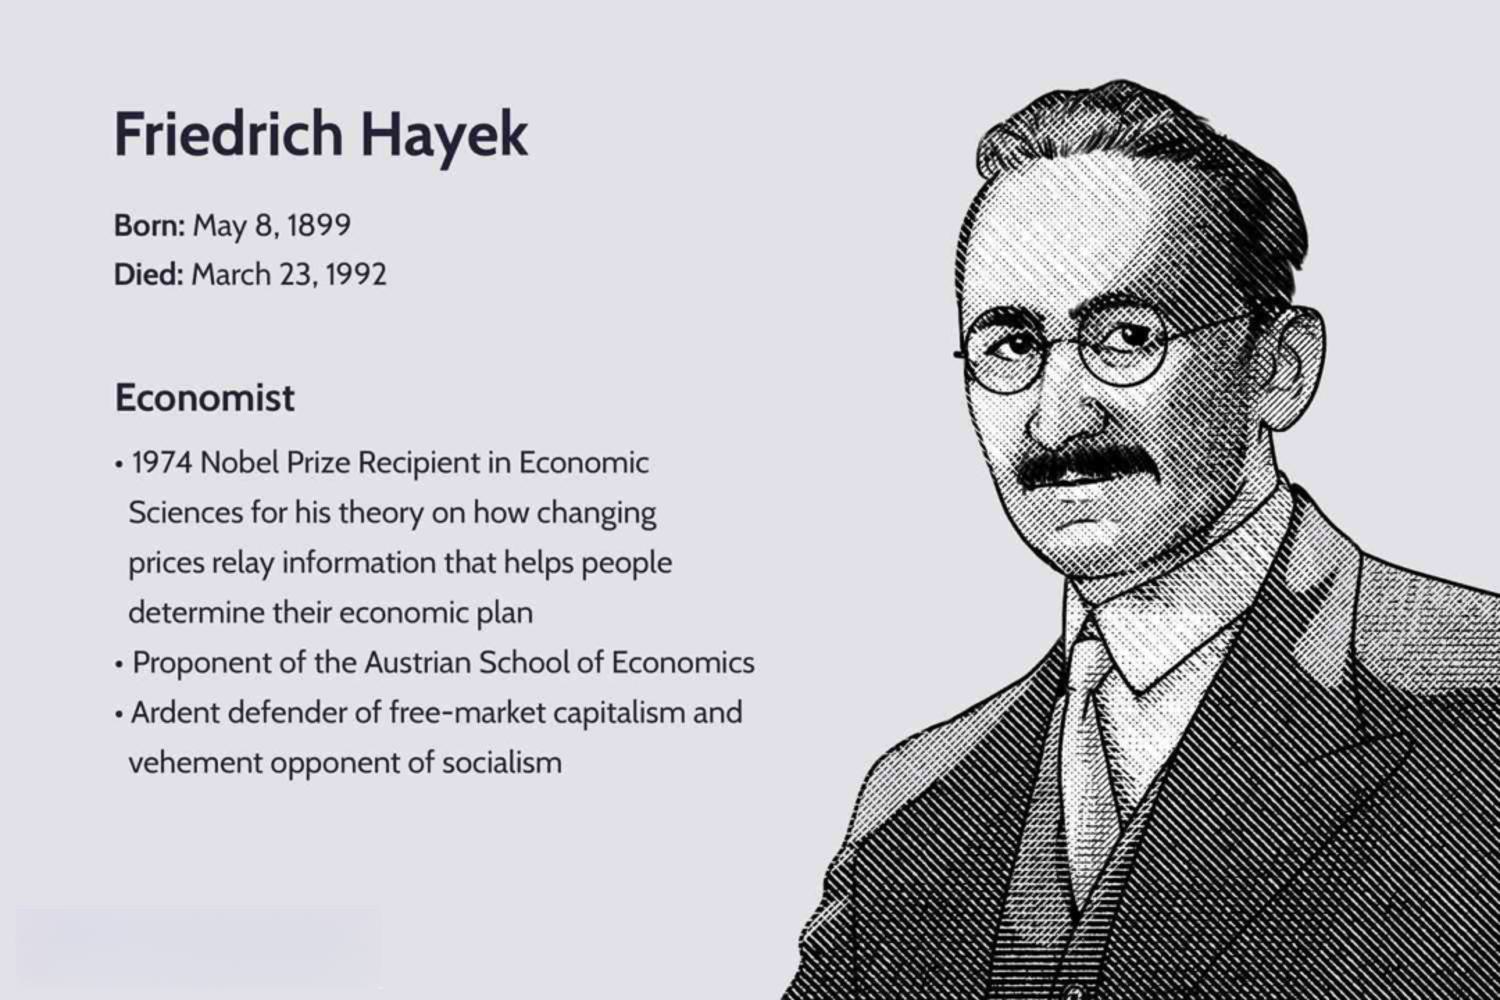 Friedrich Hayek
Born: May 8, 1899
Died: March 23, 1992
Economist
• 1974 Nobel Prize Recipient in Economic
Sciences for his theory on how changing
prices relay information that helps people
determine their economic plan
• Proponent of the Austrian School of Economics
• Ardent defender of free-market capitalism and
vehement opponent of socialism